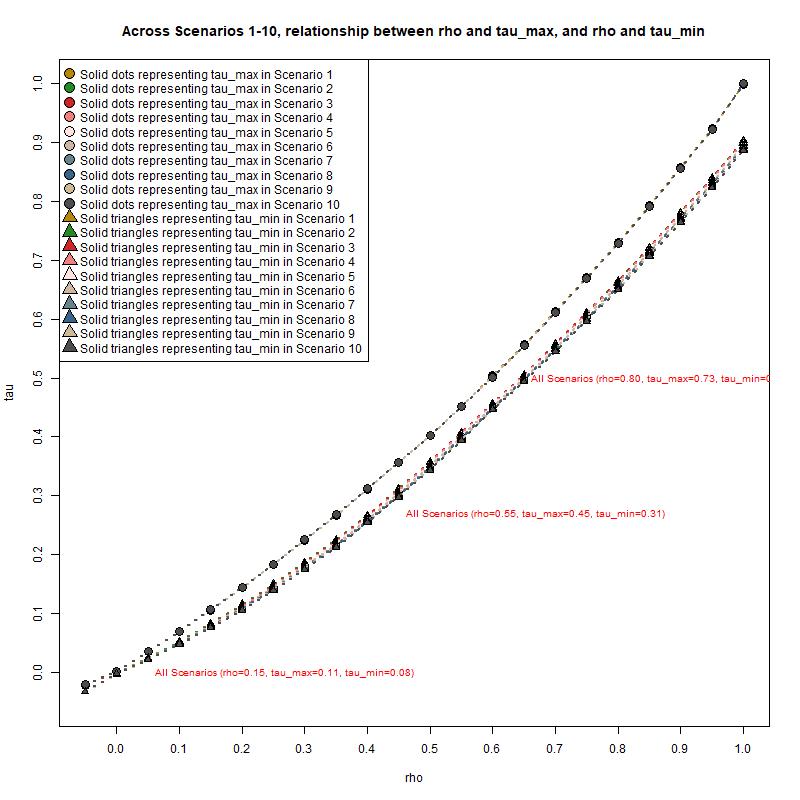 Across Scenarios 1-10, relationship between rho and tau_max, and rho and tau_min
Solid dots representing tau_max in Scenario 1
Solid dots representing tau_max in Scenario 2
Solid dots representing tau_max in Scenario 3
Solid dots representing tau_max in Scenario 4
Solid dots representing tau_max in Scenario 5
Solid dots representing tau_max in Scenario 6
Solid dots representing tau_max in Scenario 7
Solid dots representing tau_max in Scenario 8
Solid dots representing tau_max in Scenario 9
Solid dots representing tau_max in Scenario 10
Solid triangles representing tau_min in Scenario 1
Solid triangles representing tau_min in Scenario 2
Solid triangles representing tau_min in Scenario 3
Solid triangles representing tau_min in Scenario 4
Solid triangles representing tau_min in Scenario 5
Solid triangles representing tau_min in Scenario 6
Solid triangles representing tau_min in Scenario 7
Solid triangles representing tau_min in Scenario 8
Solid triangles representing tau_min in Scenario 9
Solid triangles representing tau_min in Scenario 10
1.0
0.9
0.8
0.7
0.6
0.5
0.4
0.3
0.2
0.1
0.0
tau
All Scenarios (rho=0.80, tau_max=0.73, tau_min=0
All Scenarios (rho=0.55, tau_max=0.45, tau_min=0.31)
All Scenarios (rho=0.15, tau_max=0.11, tau_min=0.08)
0.0 0.1 0.2 0.3 0.4 0.5 0.6 0.7 0.8 0.9 1.0
rho